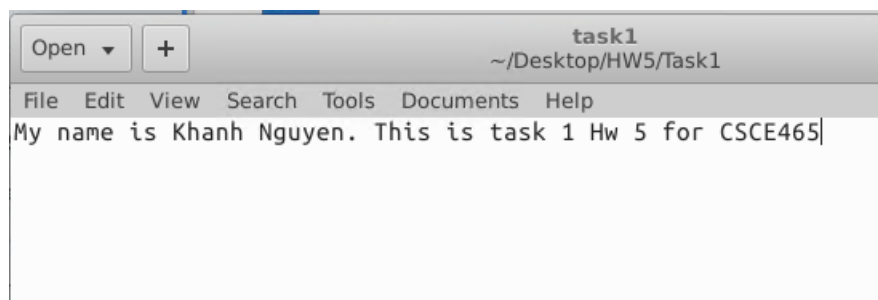 Open
+
task1
~/Desktop/HW5/Task1
File Edit View Search Tools Documents Help
My name is Khanh Nguyen. This is task 1 Hw 5 for CSCE465